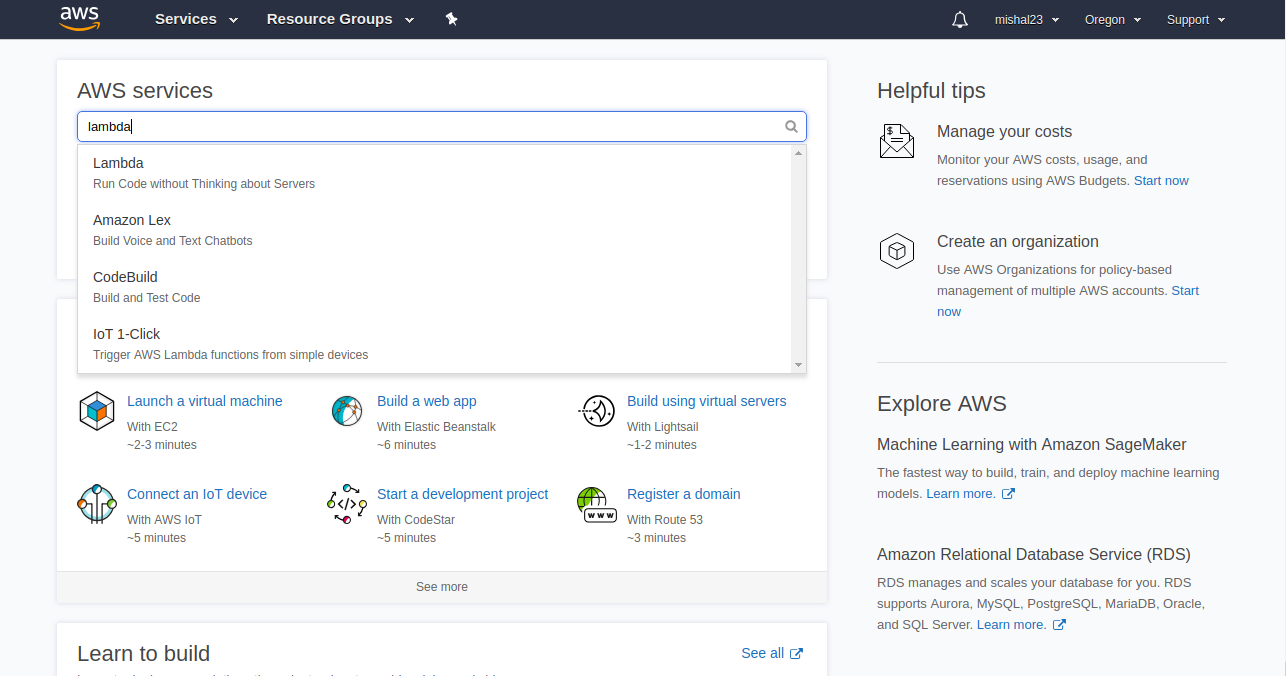 aws Services Resource Groups mishal23 Oregon Support
AWS services
lambda
Lambda
Run Code without Thinking about Servers
Amazon Lex
Build Voice and Text Chatbots
CodeBuild
Build and Test Code
IoT 1-Click
Trigger AWS Lambda functions from simple devices
Launch a virtual machine
With EC2
~2-3 minutes
Build a web app
With Elastic Beanstalk
~6 minutes
Build using virtual servers
With Lightsail
~1-2 minutes
Connect an IoT device
With AWS IoT
~5 minutes
Start a development project
With CodeStar
~5 minutes
www
Register a domain
With Route 53
~3 minutes
See more
Learn to build
See all
Helpful tips
$
Manage your costs
Monitor your AWS costs, usage, and
reservations using AWS Budgets. Start now
Create an organization
Use AWS Organizations for policy-based
management of multiple AWS accounts. Start
now
Explore AWS
Machine Learning with Amazon SageMaker
The fastest way to build, train, and deploy machine learning
models. Learn more.
Amazon Relational Database Service (RDS)
RDS manages and scales your database for you. RDS
supports Aurora, MySQL, PostgreSQL, MariaDB, Oracle,
and SQL Server. Learn more.